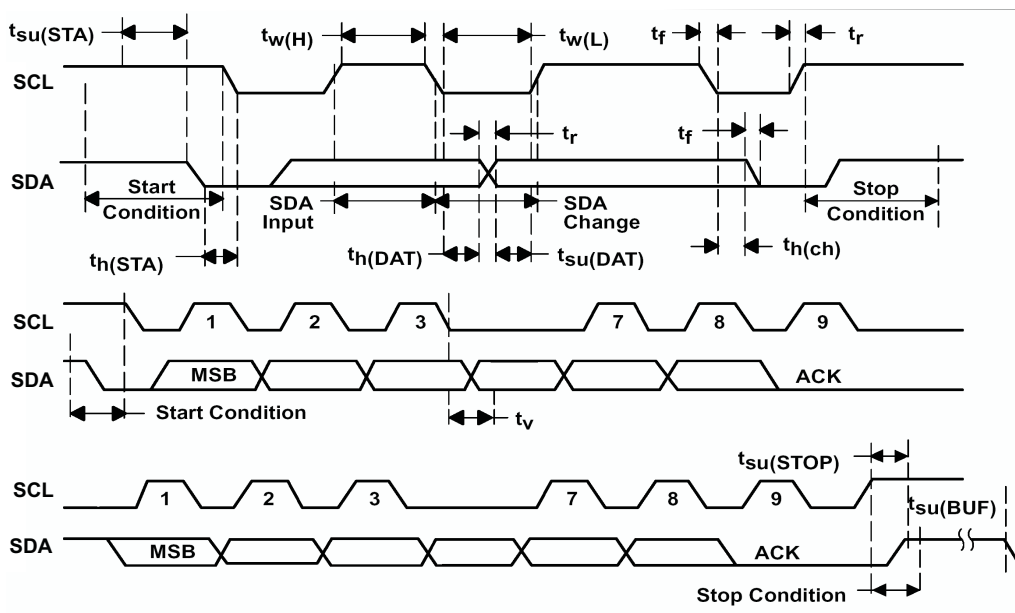 tsu(STA) tw(H) tw(L) tf tr
SCL
tr tf
SDA
Start Condition
SDA Input
SDA Change
Stop Condition
th(STA) th(DAT) tsu(DAT) th(ch)
SCL 1 2 3 7 8 9
SDA MSB ACK
Start Condition tv
tsu(STOP)
SCL 1 2 3 7 8 9
tsu(BUF)
SDA MSB ACK
Stop Condition